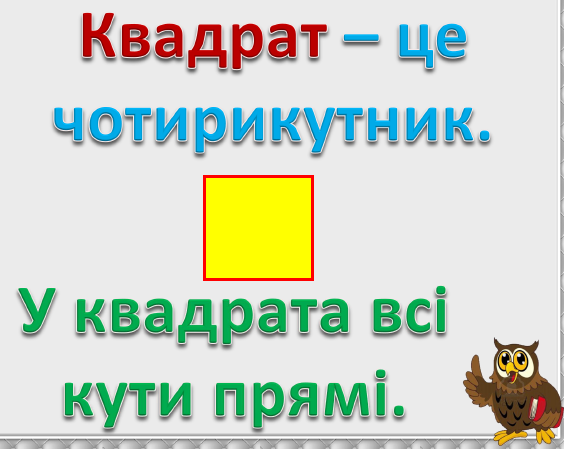 Квадрат – це
чотирикутник.
У квадрата всі
кути прямі.